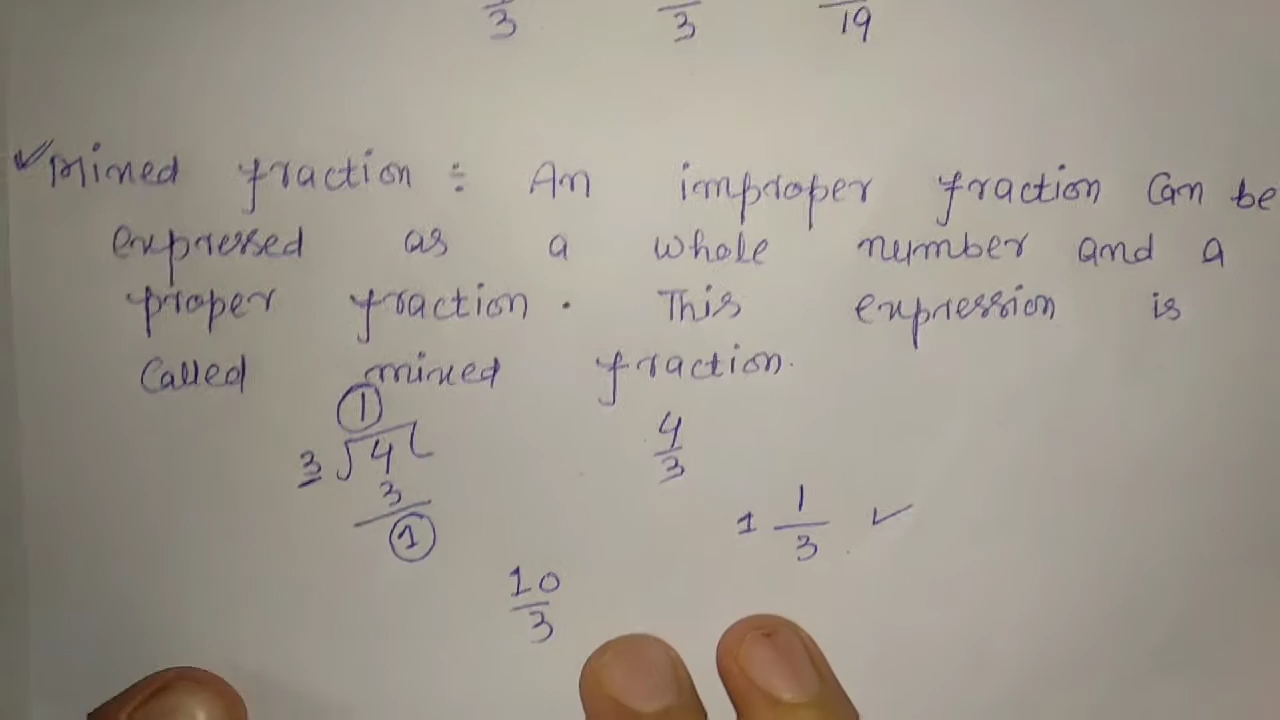 3 3 19
✓ Mixed fraction ÷ An improper fraction can be
expressed as a whole number and a
proper fraction. This expression is
called mixed fraction.
1
3 √4
3
1
4/3
1 1/3 ✓
10/3